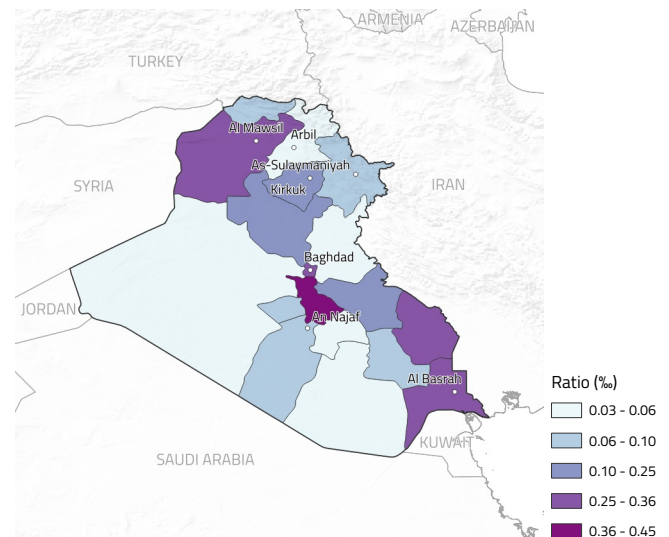 ARMENIA
AZERBAIJAN
TURKEY
Al Mawsil
Arbil
As-Sulaymaniyah
SYRIA
Kirkuk
IRAN
Baghdad
JORDAN
An Najaf
Al Basrah
KUWAIT
SAUDI ARABIA
Ratio (‰)
0.03 - 0.06
0.06 - 0.10
0.10 - 0.25
0.25 - 0.36
0.36 - 0.45